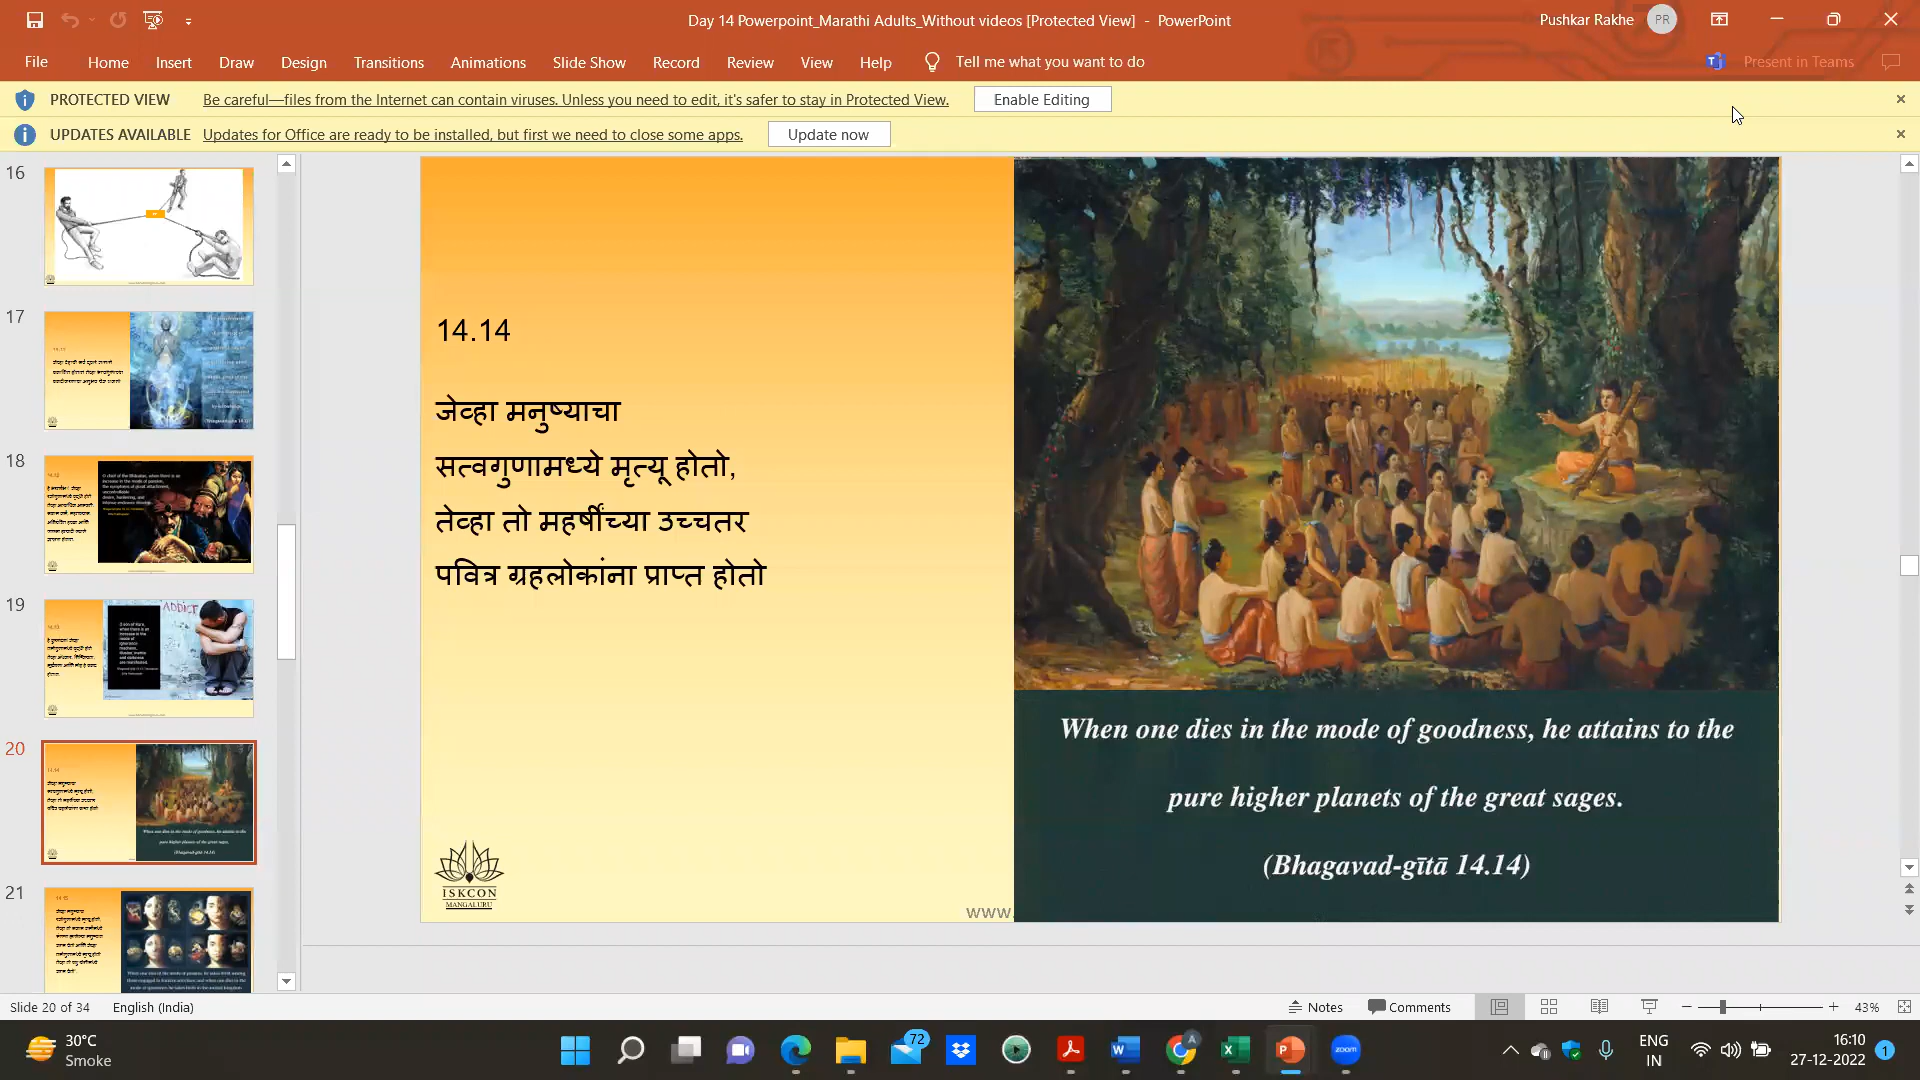 Day 14 Powerpoint_Marathi Adults_Without videos [Protected View] - PowerPoint
Pushkar Rakhe
PR
File Home Insert Draw Design Transitions Animations Slide Show Record Review View Help Tell me what you want to do
Present in Teams
PROTECTED VIEW Be careful—files from the Internet can contain viruses. Unless you need to edit, it's safer to stay in Protected View. Enable Editing
UPDATES AVAILABLE Updates for Office are ready to be installed, but first we need to close some apps. Update now
16
17
18
19
ADDICT
20
21
14.14
जेव्हा मनुष्याचा
सत्वगुणामध्ये मृत्यू होतो,
तेव्हा तो महर्षींच्या उच्चतर
पवित्र ग्रहलोकांना प्राप्त होतो
ISKCON
MANGALURU
www.
When one dies in the mode of goodness, he attains to the
pure higher planets of the great sages.
(Bhagavad-gītā 14.14)
Slide 20 of 34 English (India) Notes Comments 43%
30°C
Smoke
72
zoom
ENG
IN
16:10
27-12-2022
1